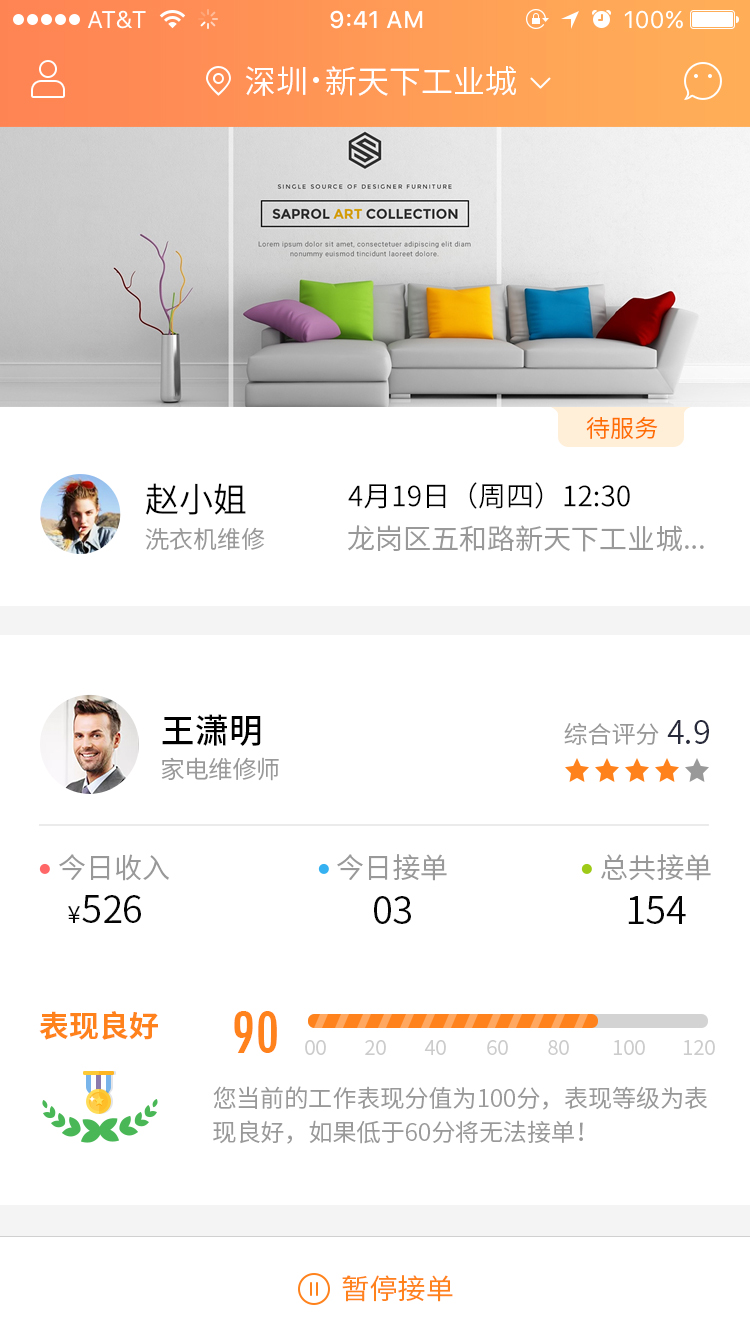 AT&T 9:41 AM 100%
深圳·新天下工业城
SINGLE SOURCE OF DESIGNER FURNITURE
SAPROL ART COLLECTION
Lorem ipsum dolor sit amet, consectetuer adipiscing elit diam
nonummy euismod tincidunt laoreet dolore.
待服务
赵小姐
洗衣机维修
4月19日（周四）12:30
龙岗区五和路新天下工业城...
王潇明
家电维修师
综合评分 4.9
今日收入
¥526
今日接单
03
总共接单
154
表现良好
90
00 20 40 60 80 100 120
您当前的工作表现分值为100分，表现等级为表
现良好，如果低于60分将无法接单！
暂停接单